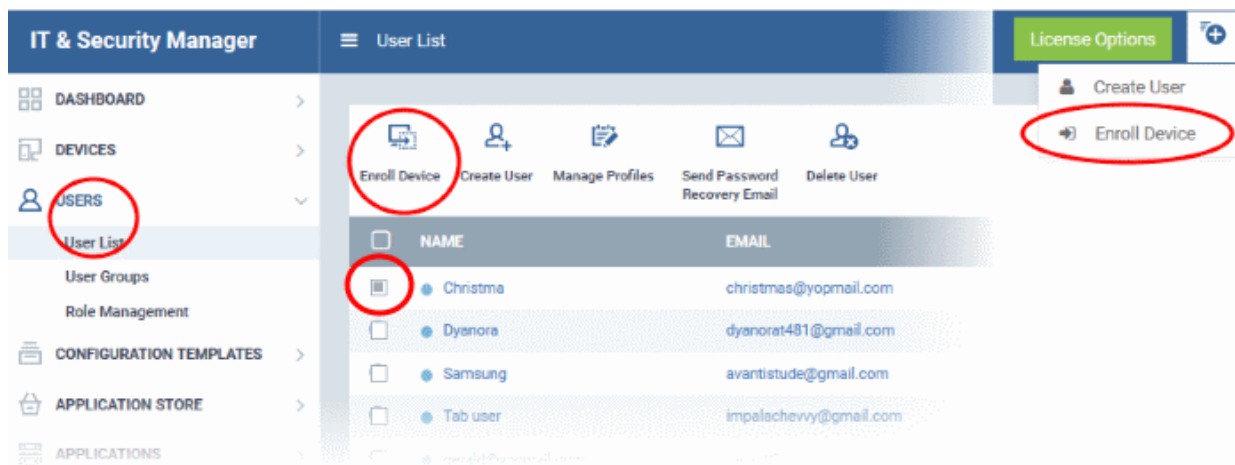 IT & Security Manager
User List
License Options
Create User
Enroll Device
DASHBOARD
DEVICES
USERS
User List
User Groups
Role Management
CONFIGURATION TEMPLATES
APPLICATION STORE
APPLICATIONS
Enroll Device
Create User
Manage Profiles
Send Password
Recovery Email
Delete User
NAME EMAIL
Christma christmas@yopmail.com
Dyanora dyanorat481@gmail.com
Samsung avantistude@gmail.com
Tab user impalachevvy@gmail.com